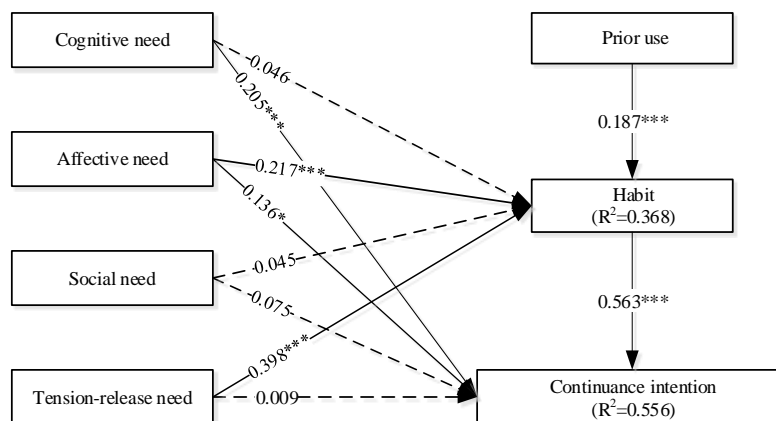 Cognitive need
Prior use
0.046
0.205***
0.187***
Affective need
0.217***
0.136*
Habit
(R²=0.368)
Social need
0.045
0.075
0.563***
0.398***
Tension-release need
0.009
Continuance intention
(R²=0.556)